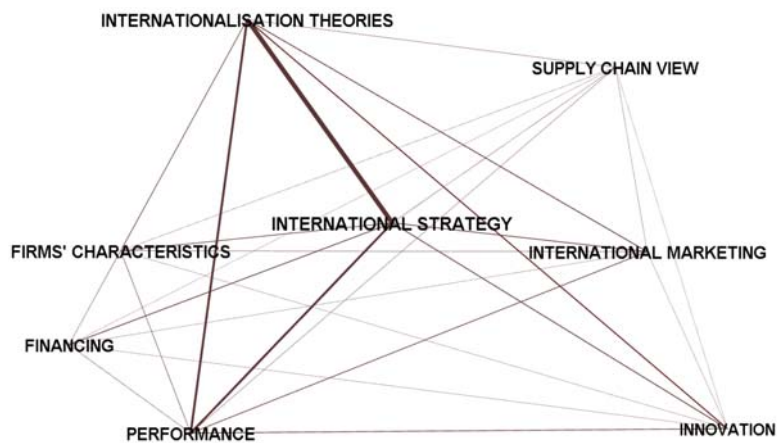 INTERNATIONALISATION THEORIES
SUPPLY CHAIN VIEW
INTERNATIONAL STRATEGY
FIRMS' CHARACTERISTICS
INTERNATIONAL MARKETING
FINANCING
PERFORMANCE
INNOVATION